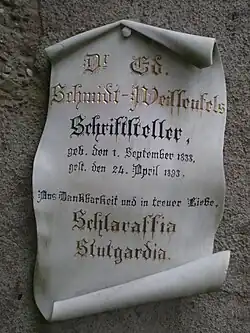 Dr. Ed.
Schmidt-Weißenfels
Schriftsteller,
geb. den 1. September 1833,
gest. den 24. April 1893.
Aus Dankbarkeit und in treuer Liebe.
Schlaraffia
Stutgardia.